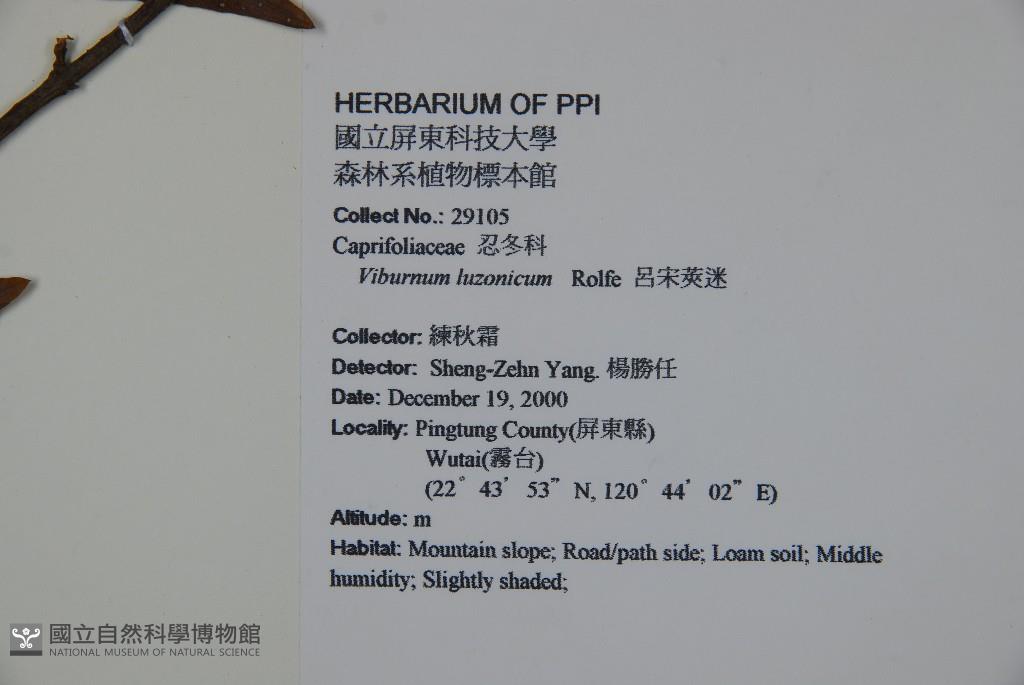 HERBARIUM OF PPI
國立屏東科技大學
森林系植物標本館
Collect No.: 29105
Caprifoliaceae 忍冬科
Viburnum luzonicum Rolfe 呂宋莢迷
Collector: 練秋霜
Detector: Sheng-Zehn Yang. 楊勝任
Date: December 19, 2000
Locality: Pingtung County(屏東縣)
Wutai(霧台)
(22° 43’ 53” N, 120° 44’ 02” E)
Altitude: m
Habitat: Mountain slope; Road/path side; Loam soil; Middle
humidity; Slightly shaded;
國立自然科學博物館
NATIONAL MUSEUM OF NATURAL SCIENCE